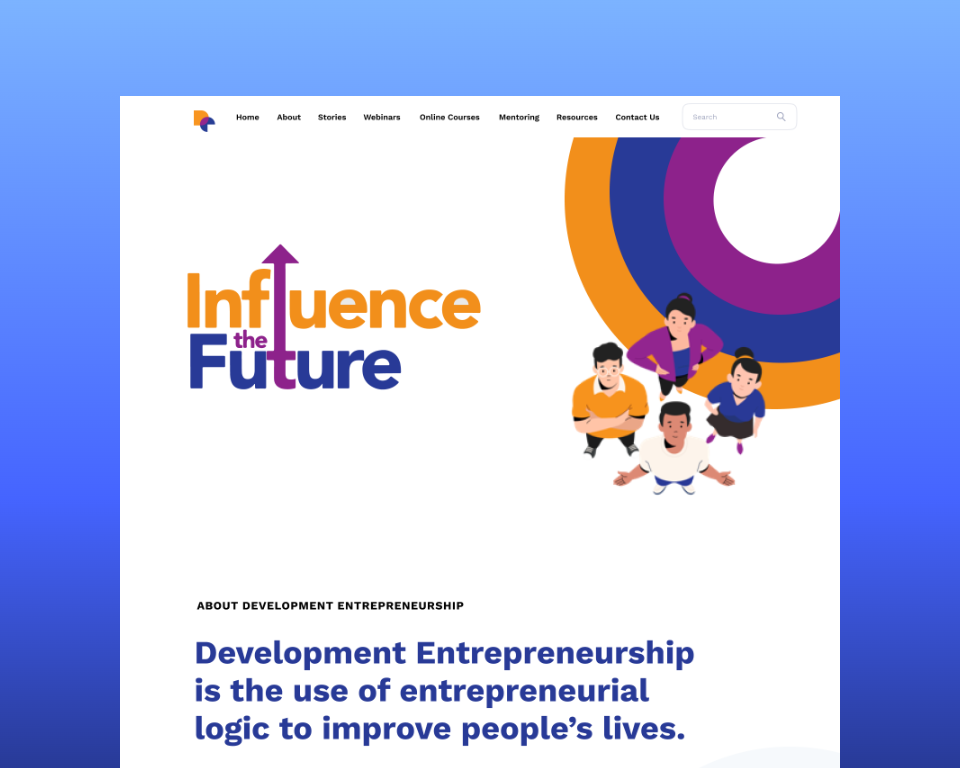 Home About Stories Webinars Online Courses Mentoring Resources Contact Us Search
Influence
the
Future
ABOUT DEVELOPMENT ENTREPRENEURSHIP
Development Entrepreneurship
is the use of entrepreneurial
logic to improve people’s lives.